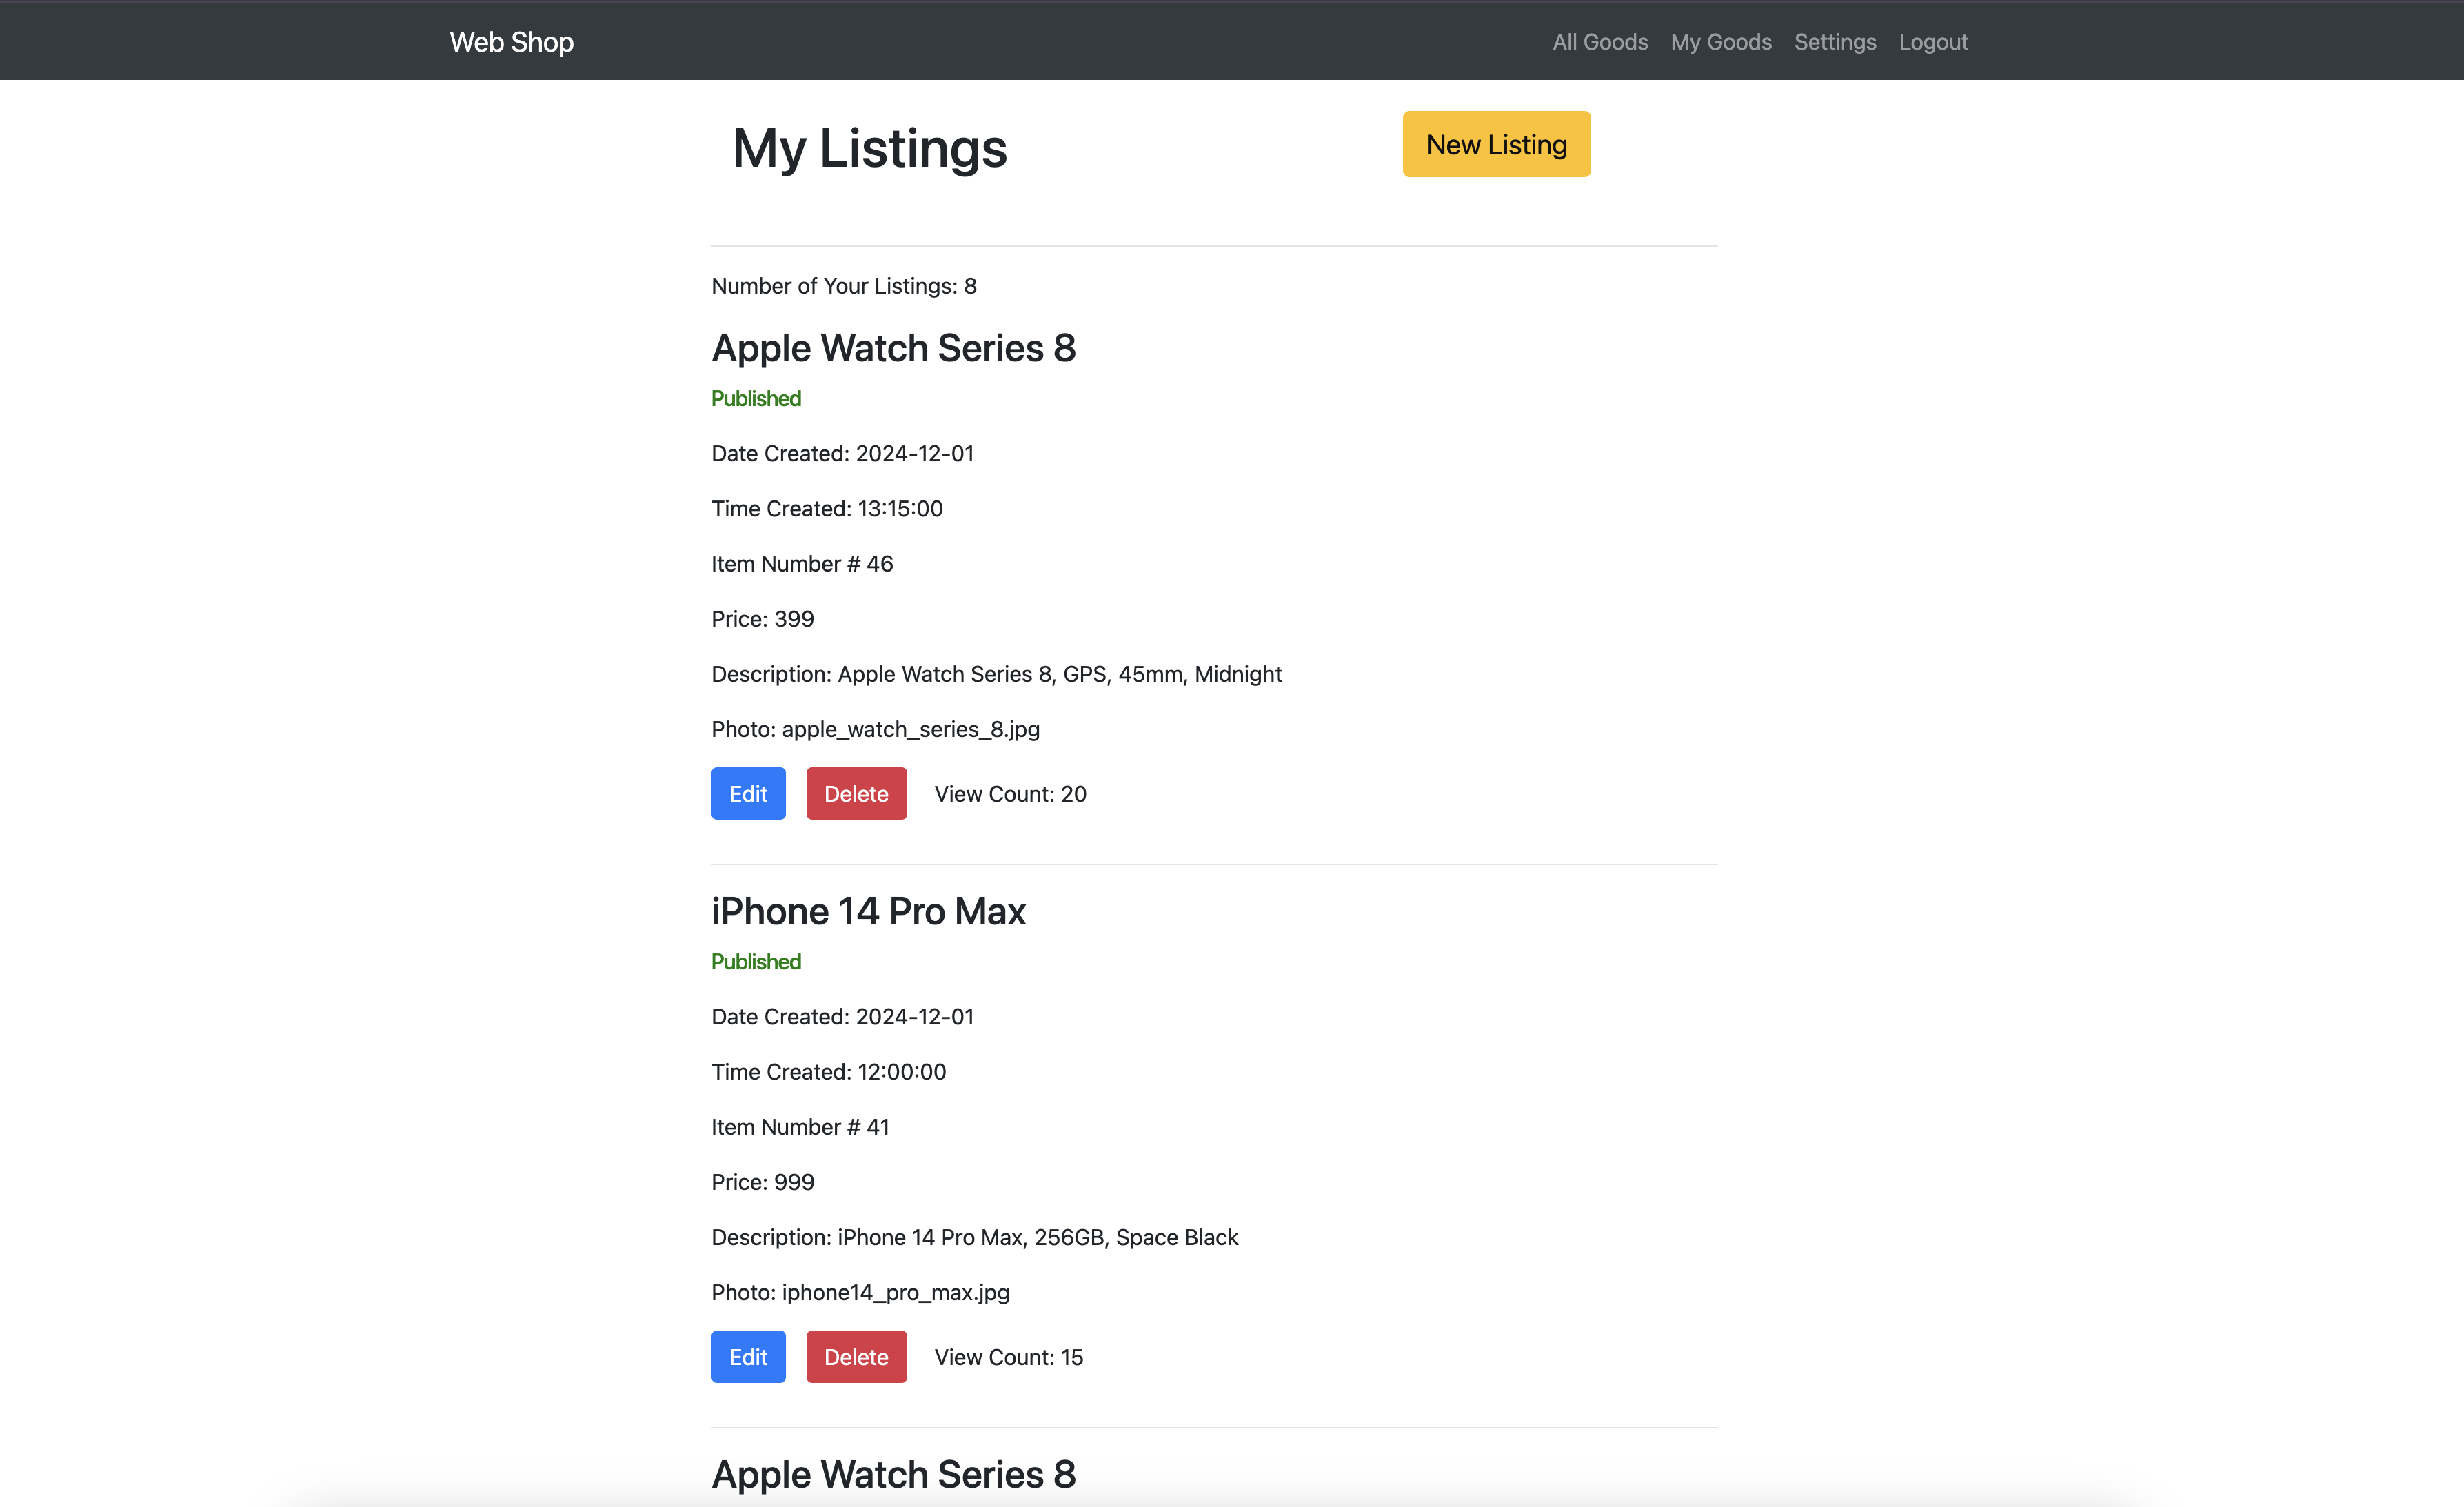 Web Shop
All Goods My Goods Settings Logout
My Listings
New Listing
Number of Your Listings: 8
Apple Watch Series 8
Published
Date Created: 2024-12-01
Time Created: 13:15:00
Item Number # 46
Price: 399
Description: Apple Watch Series 8, GPS, 45mm, Midnight
Photo: apple_watch_series_8.jpg
Edit Delete View Count: 20
iPhone 14 Pro Max
Published
Date Created: 2024-12-01
Time Created: 12:00:00
Item Number # 41
Price: 999
Description: iPhone 14 Pro Max, 256GB, Space Black
Photo: iphone14_pro_max.jpg
Edit Delete View Count: 15
Apple Watch Series 8